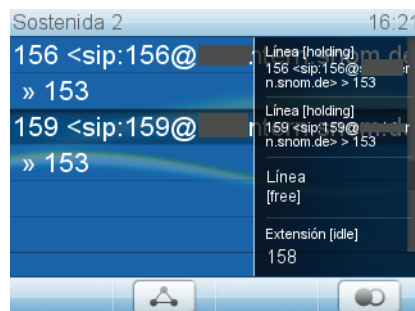 Sostenida 2
16:21
156 <sip:156@
» 153
159 <sip:159@
» 153
Línea [holding]
156 <sip:156@
n.snom.de> > 153
Línea [holding]
159 <sip:159@
n.snom.de> > 153
Línea
[free]
Extensión [idle]
158